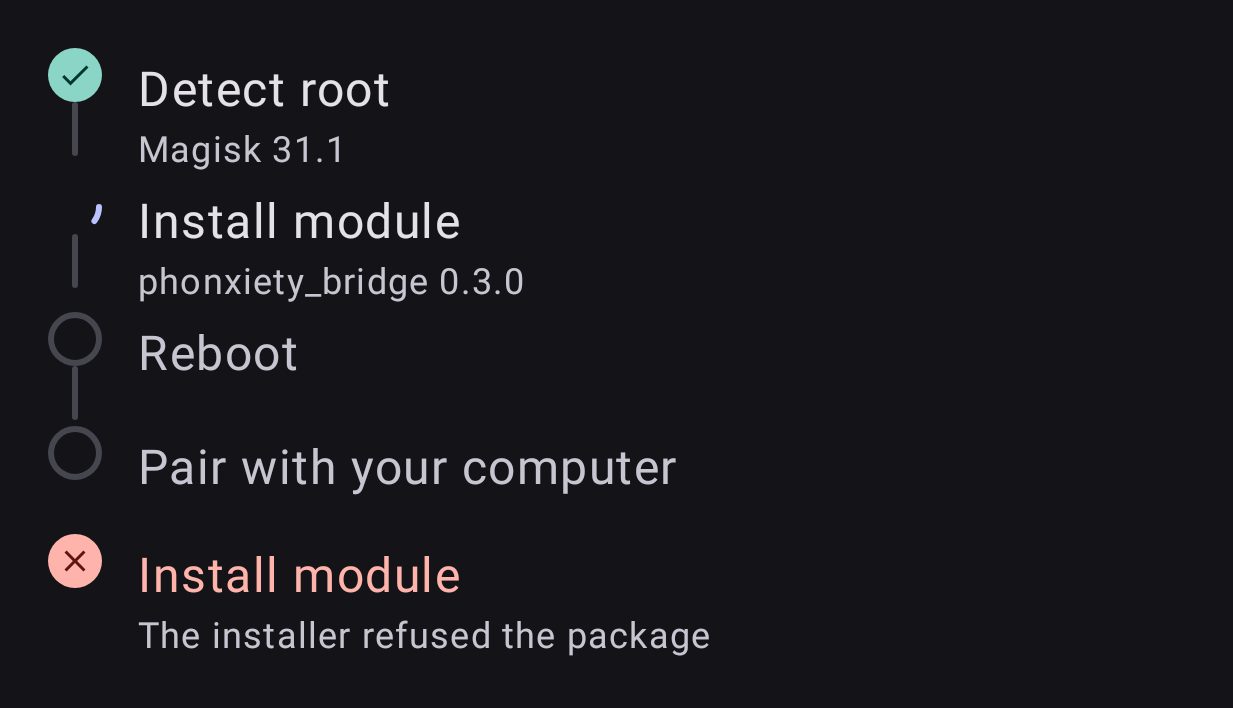 Detect root
Magisk 31.1
Install module
phonxiety_bridge 0.3.0
Reboot
Pair with your computer
Install module
The installer refused the package